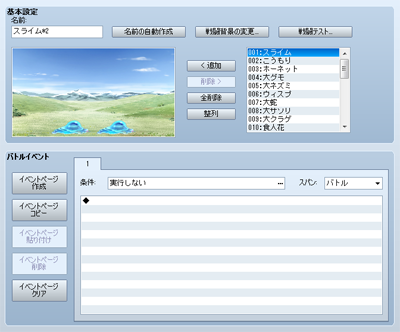 基本設定
名前:
スライム*2
名前の自動作成
戦闘背景の変更...
戦闘テスト...
< 追加
削除 >
全削除
整列
001:スライム
002:こうもり
003:ホーネット
004:大グモ
005:大ネズミ
006:ウィスプ
007:大蛇
008:大サソリ
009:大クラゲ
010:食人花
バトルイベント
イベントページ
作成
イベントページ
コピー
イベントページ
貼り付け
イベントページ
削除
イベントページ
クリア
1
条件:
実行しない
...
スパン:
バトル
◆